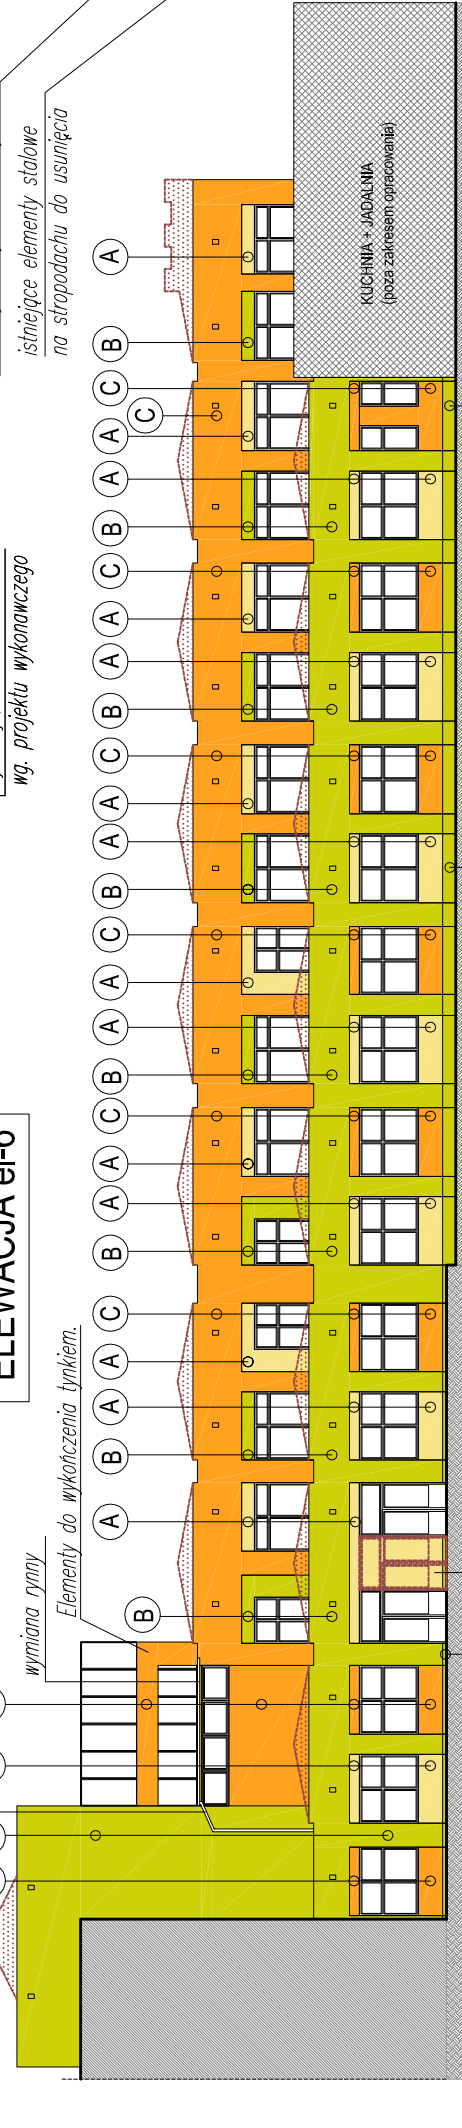 ELEWACJA el-6
wg. projektu wykonawczego
istniejące elementy stalowe
na stropodachu do usunięcia
wymiana rynny
Elementy do wykończenia tynkiem.
A B A A C B A A C B A A C B A A C B A A C B A A C B A
B C
KUCHNIA + JADALNIA
(poza zakresem opracowania)